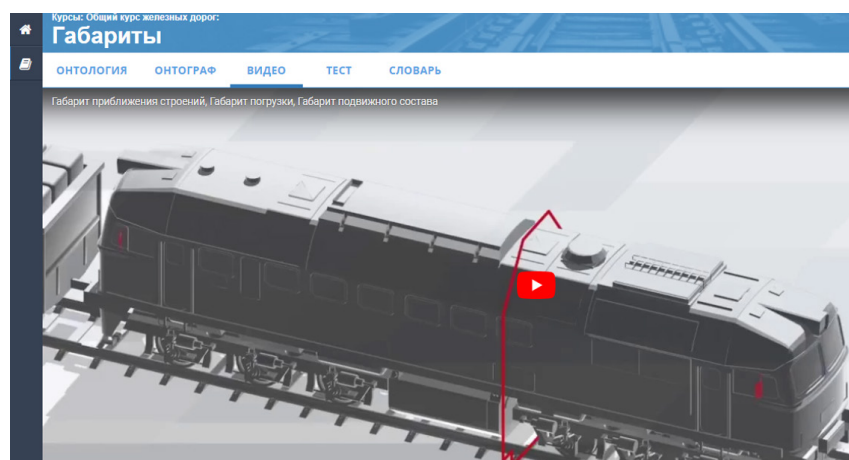 Курсы: Общий курс железных дорог:
Габариты
ОНТОЛОГИЯ ОНТОГРАФ ВИДЕО ТЕСТ СЛОВАРЬ
Габарит приближения строений, Габарит погрузки, Габарит подвижного состава